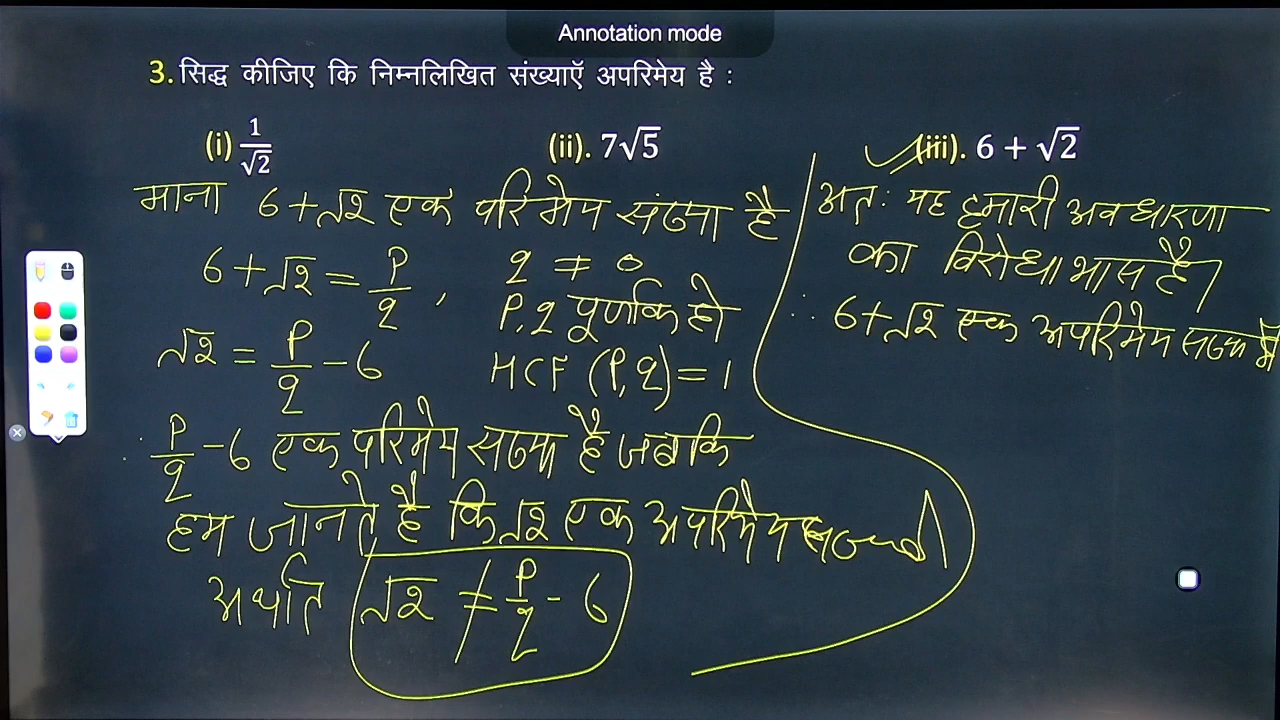 Annotation mode
3. सिद्ध कीजिए कि निम्नलिखित संख्याएँ अपरिमेय है :
(i) 1/√2 (ii). 7√5 (iii). 6 + √2
माना 6+√2 एक परिमेय संख्या है
6+√2 = P/q , q ≠ 0
P, q पूर्णांक हो
√2 = P/q - 6 HCF (P, q) = 1
P/q - 6 एक परिमेय संख्या है जबकि
हम जानते है कि √2 एक अपरिमेय
अर्थात √2 ≠ P/q - 6
अत: यह हमारी अवधारणा
का विरोधाभास है।
∴ 6+√2 एक अपरिमेय संख्या है